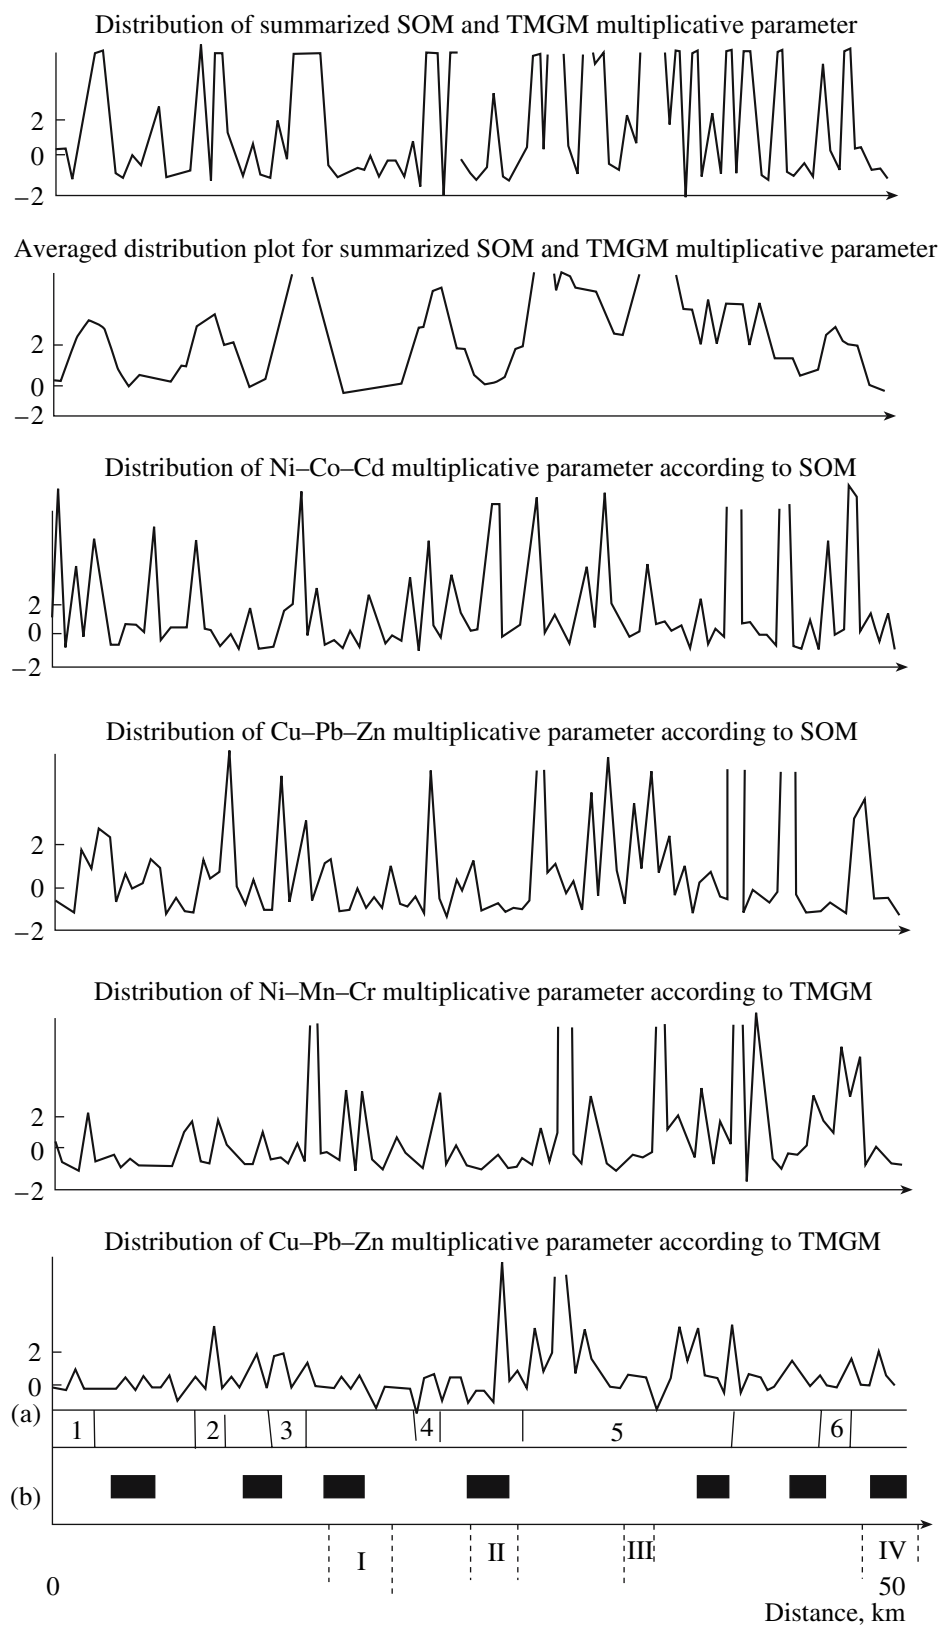 Distribution of summarized SOM and TMGM multiplicative parameter
2
0
−2
Averaged distribution plot for summarized SOM and TMGM multiplicative parameter
2
0
−2
Distribution of Ni–Co–Cd multiplicative parameter according to SOM
2
0
−2
Distribution of Cu–Pb–Zn multiplicative parameter according to SOM
2
0
−2
Distribution of Ni–Mn–Cr multiplicative parameter according to TMGM
2
0
−2
Distribution of Cu–Pb–Zn multiplicative parameter according to TMGM
2
0
(a)
1 2 3 4 5 6
(b)
I II III IV
0 50
Distance, km